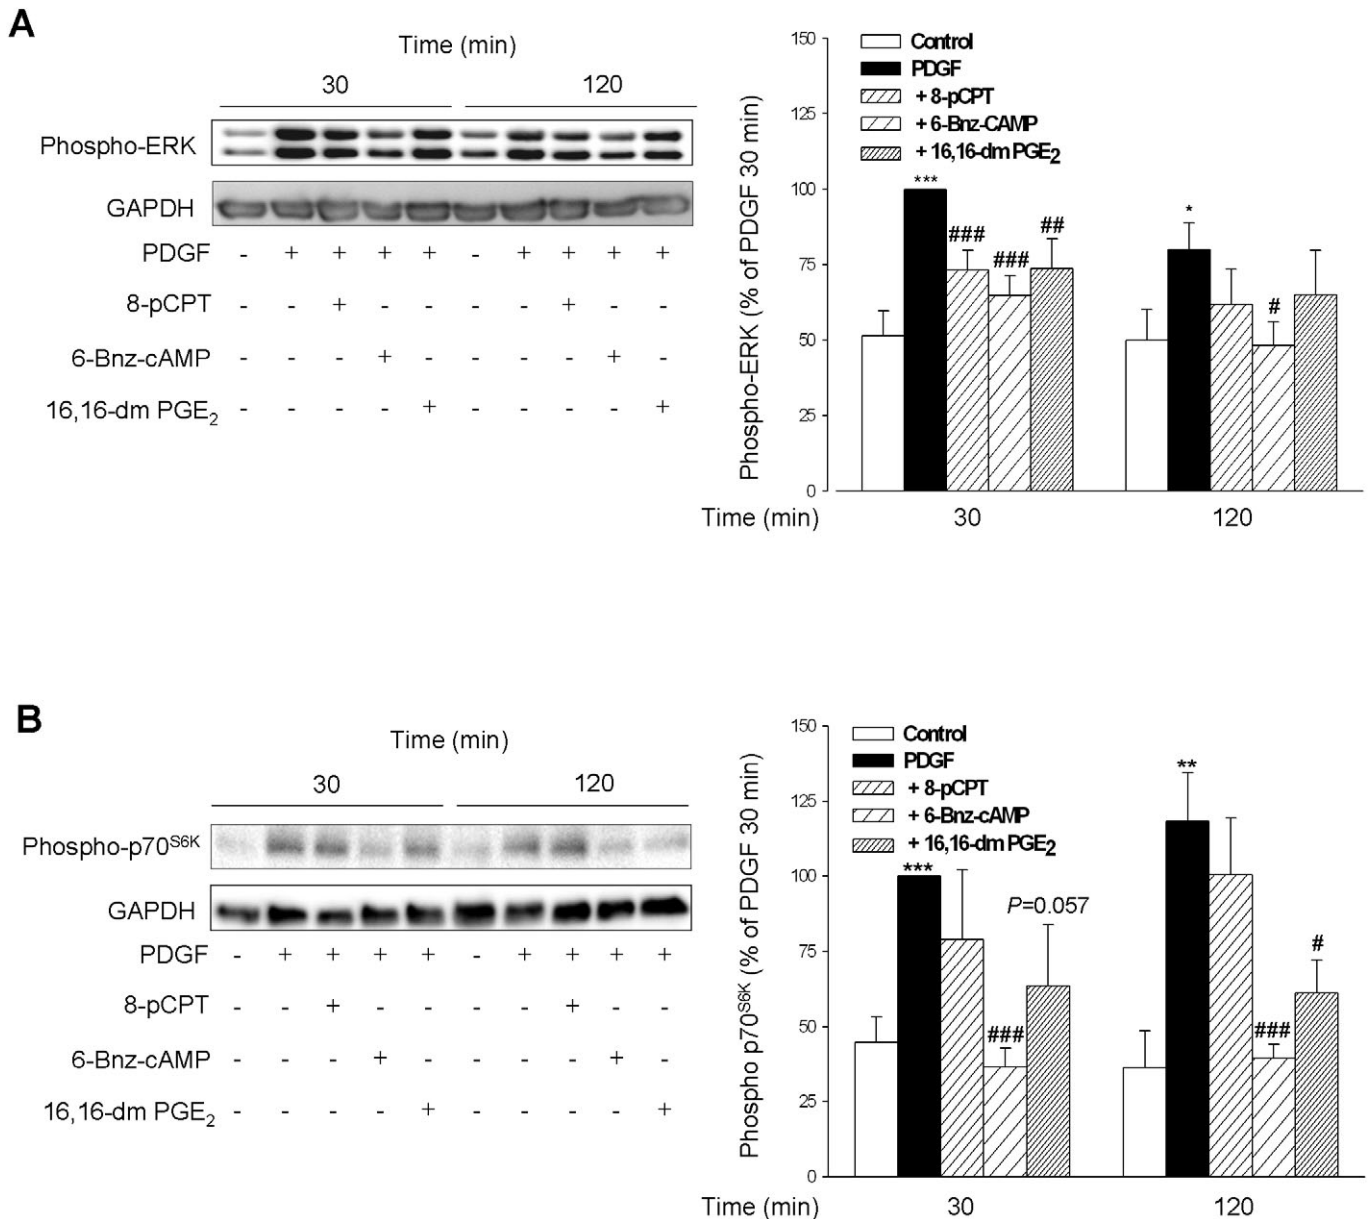 A
Time (min)
30 120
Phospho-ERK
GAPDH
PDGF - + + + + - + + + +
8-pCPT - - + - - - - + - -
6-Bnz-cAMP - - - + - - - - + -
16,16-dm PGE2 - - - - + - - - - +
Phospho-ERK (% of PDGF 30 min)
150
125
100
75
50
25
0
Control
PDGF
+ 8-pCPT
+ 6-Bnz-CAMP
+ 16,16-dm PGE2
***
###
###
##
*
#
Time (min) 30 120
B
Time (min)
30 120
Phospho-p70S6K
GAPDH
PDGF - + + + + - + + + +
8-pCPT - - + - - - - + - -
6-Bnz-cAMP - - - + - - - - + -
16,16-dm PGE2 - - - - + - - - - +
Phospho p70S6K (% of PDGF 30 min)
150
125
100
75
50
25
0
Control
PDGF
+ 8-pCPT
+ 6-Bnz-cAMP
+ 16,16-dm PGE2
***
###
P=0.057
**
###
#
Time (min) 30 120